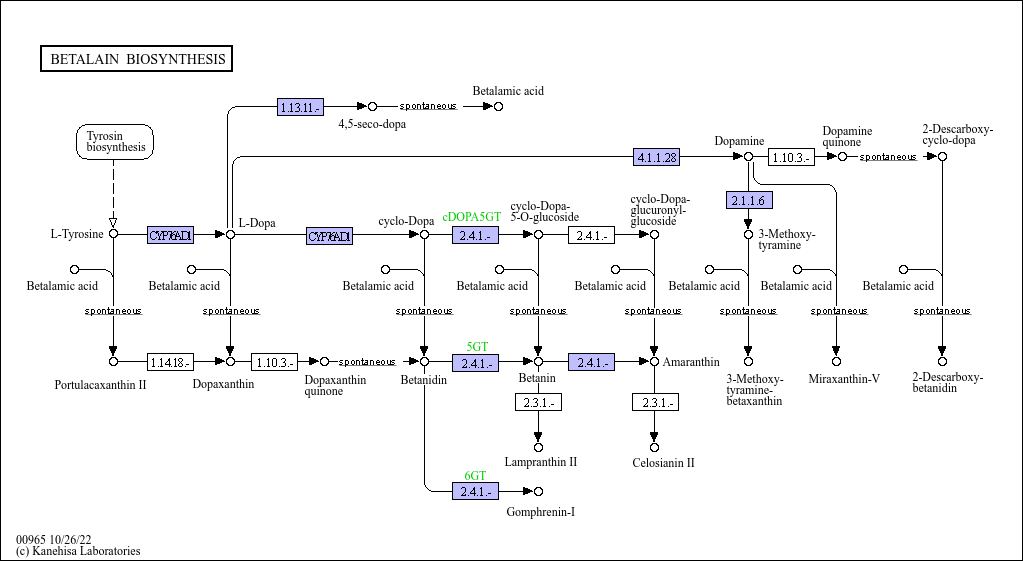 BETALAIN BIOSYNTHESIS
Betalamic acid
1.13.11.-
spontaneous
4,5-seco-dopa
Tyrosin
biosynthesis
Dopamine
Dopamine
quinone
2-Descarboxy-
cyclo-dopa
4.1.1.28
1.10.3.-
spontaneous
2.1.1.6
L-Tyrosine
CYP76AD1
L-Dopa
CYP76AD1
cyclo-Dopa
cDOPA5GT
2.4.1.-
cyclo-Dopa-
5-O-glucoside
2.4.1.-
cyclo-Dopa-
glucuronyl-
glucoside
3-Methoxy-
tyramine
Betalamic acid
Betalamic acid
Betalamic acid
Betalamic acid
Betalamic acid
Betalamic acid
Betalamic acid
Betalamic acid
spontaneous
spontaneous
spontaneous
spontaneous
spontaneous
spontaneous
spontaneous
spontaneous
Portulacaxanthin II
1.14.18.-
Dopaxanthin
1.10.3.-
Dopaxanthin
quinone
spontaneous
Betanidin
5GT
2.4.1.-
Betanin
2.4.1.-
Amaranthin
3-Methoxy-
tyramine-
betaxanthin
Miraxanthin-V
2-Descarboxy-
betanidin
2.3.1.-
2.3.1.-
Lampranthin II
Celosianin II
6GT
2.4.1.-
Gomphrenin-I
00965 10/26/22
(c) Kanehisa Laboratories